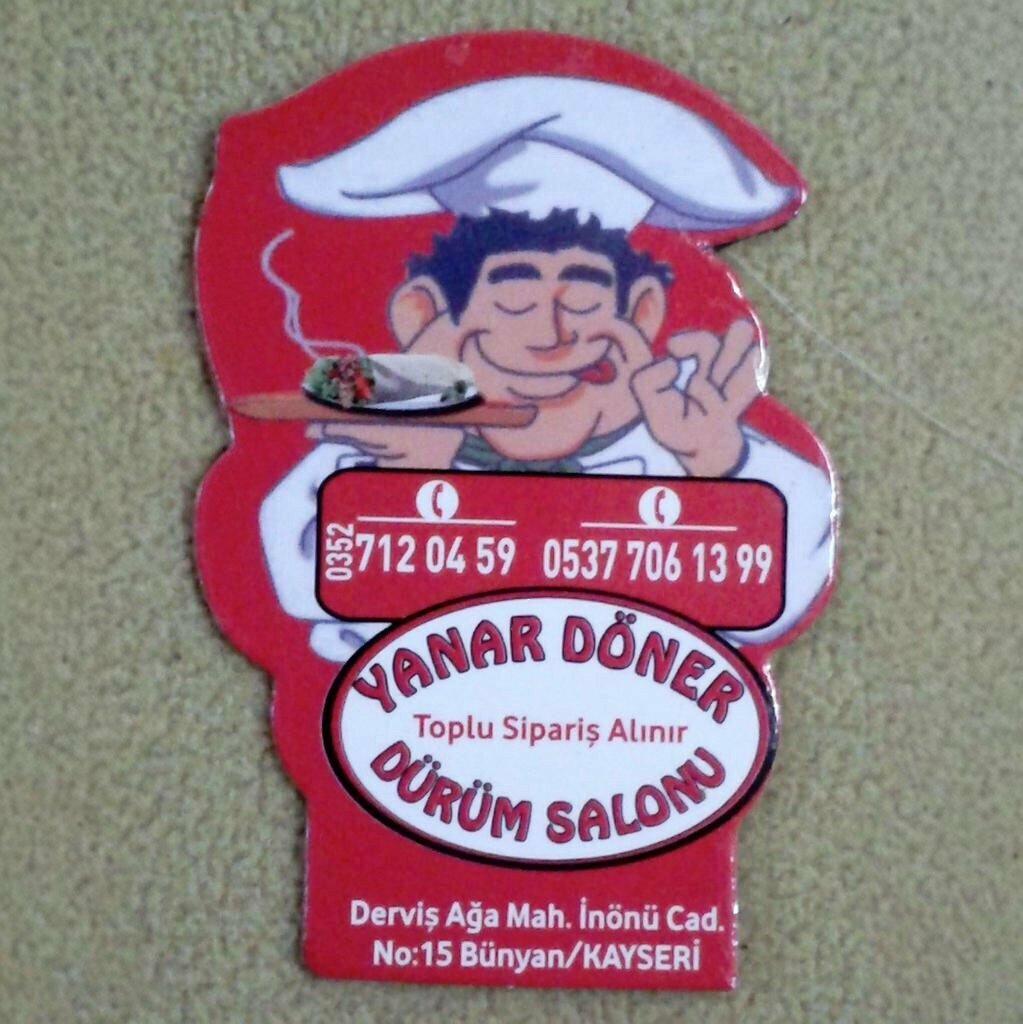 0352
712 04 59 0537 706 13 99
YANAR DÖNER
Toplu Sipariş Alınır
DÜRÜM SALONU
Derviş Ağa Mah. İnönü Cad.
No:15 Bünyan/KAYSERİ